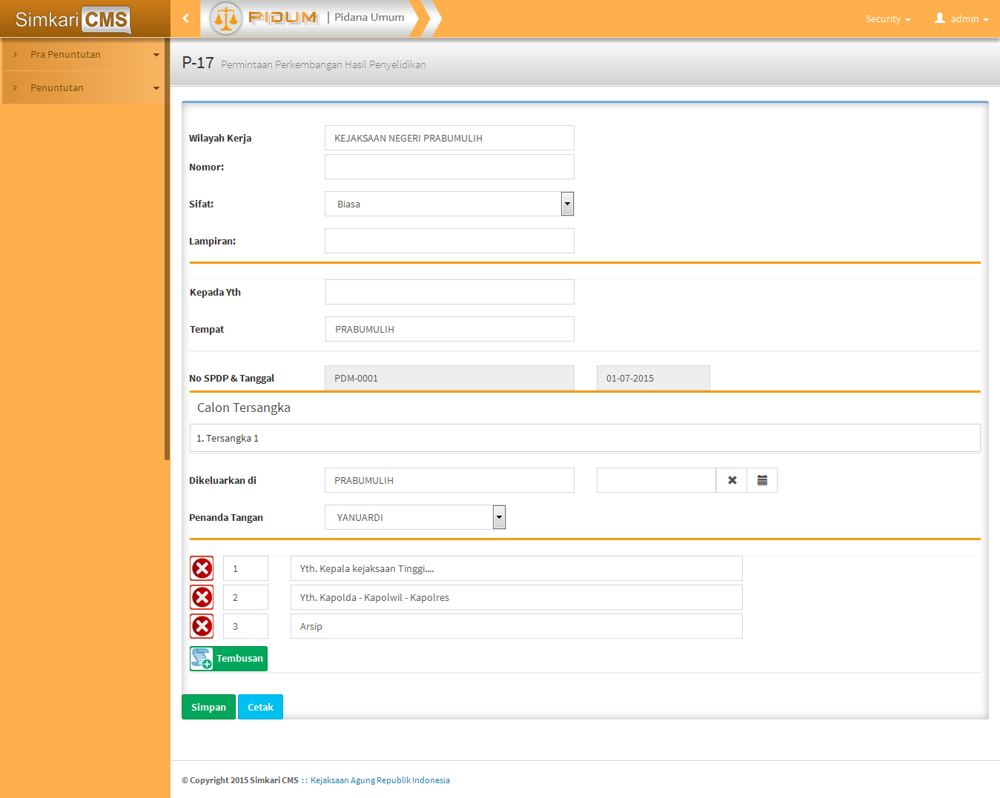 Simkari CMS
PIDUM | Pidana Umum
Security
admin
Pra Penuntutan
Penuntutan
P-17 Permintaan Perkembangan Hasil Penyelidikan
Wilayah Kerja KEJAKSAAN NEGERI PRABUMULIH
Nomor:
Sifat: Biasa
Lampiran:
Kepada Yth
Tempat PRABUMULIH
No SPDP & Tanggal PDM-0001 01-07-2015
Calon Tersangka
1. Tersangka 1
Dikeluarkan di PRABUMULIH
Penanda Tangan YANUARDI
1 Yth. Kepala kejaksaan Tinggi....
2 Yth. Kapolda - Kapolwil - Kapolres
3 Arsip
Tembusan
Simpan Cetak
© Copyright 2015 Simkari CMS :: Kejaksaan Agung Republik Indonesia